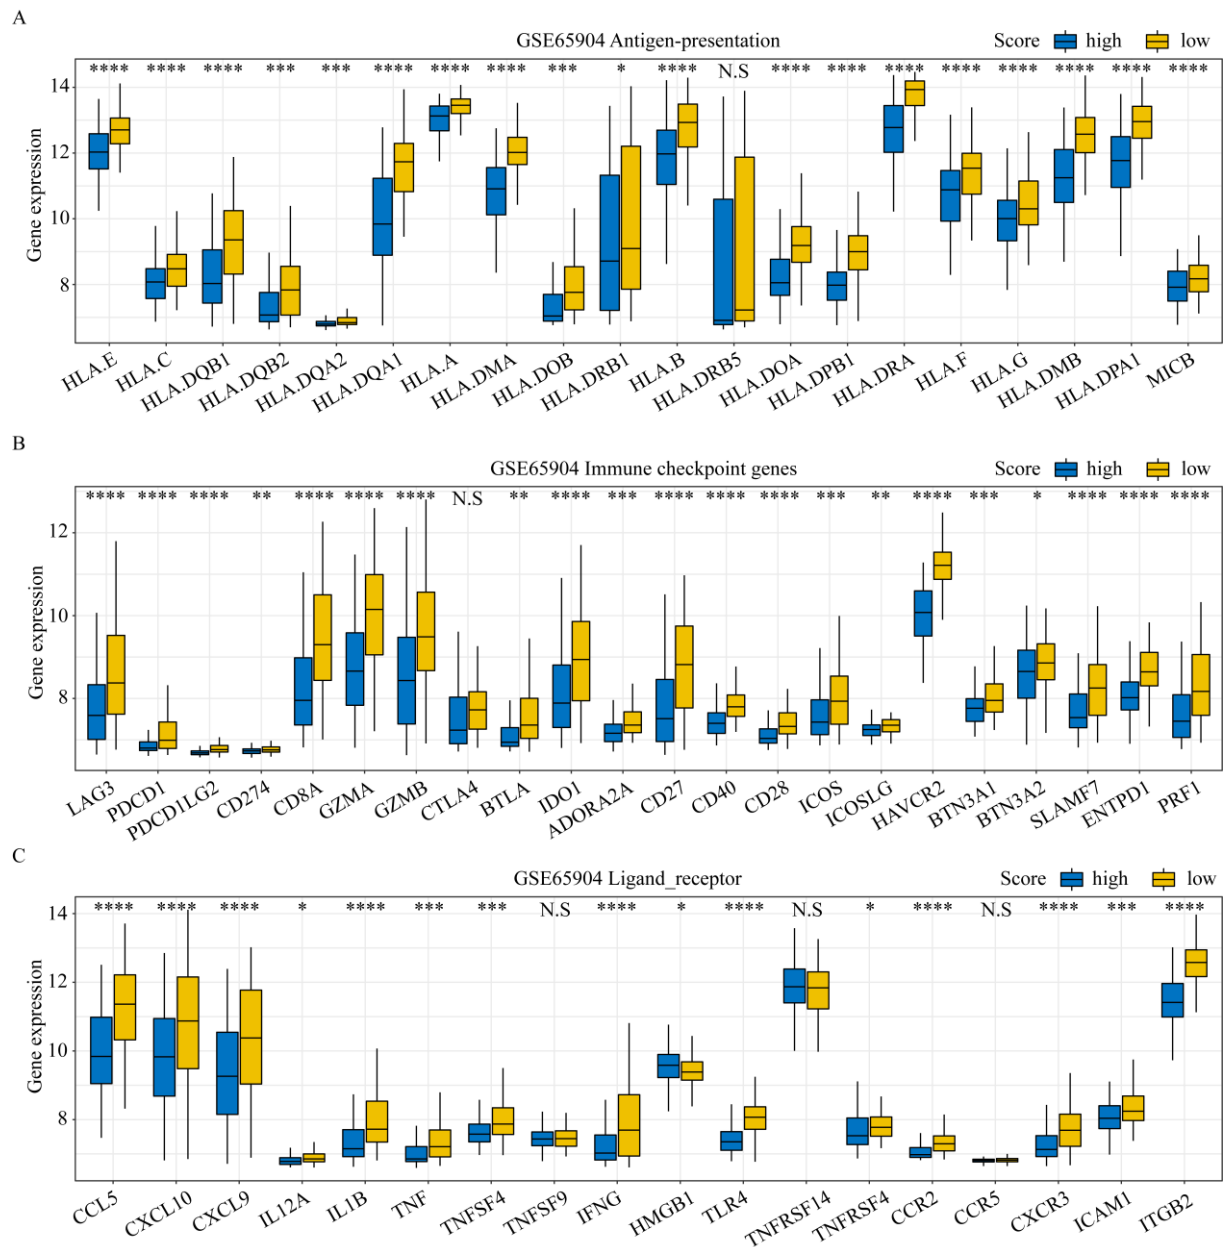 A
GSE65904 Antigen-presentation
Score high low
**** **** **** *** *** **** **** **** *** * **** N.S **** **** **** **** **** **** **** ****
14
12
10
8
Gene expression
HLA.E HLA.C HLA.DQB1 HLA.DQB2 HLA.DQA2 HLA.DQA1 HLA.A HLA.DMA HLA.DOB HLA.DRB1 HLA.B HLA.DRB5 HLA.DOA HLA.DPB1 HLA.DRA HLA.F HLA.G HLA.DMB HLA.DPA1 MICB
B
GSE65904 Immune checkpoint genes
Score high low
**** **** **** ** **** **** **** N.S ** **** *** **** **** **** *** ** **** *** * **** **** ****
12
10
8
Gene expression
LAG3 PDCD1 PDCD1LG2 CD274 CD8A GZMA GZMB CTLA4 BTLA IDO1 ADORA2A CD27 CD40 CD28 ICOS ICOSLG HAVCR2 BTN3A1 BTN3A2 SLAMF7 ENTPD1 PRF1
C
GSE65904 Ligand_receptor
Score high low
**** **** **** * **** *** *** N.S **** * **** N.S * **** N.S **** *** ****
14
12
10
8
Gene expression
CCL5 CXCL10 CXCL9 IL12A IL1B TNF TNFSF4 TNFSF9 IFNG HMGB1 TLR4 TNFRSF14 TNFRSF4 CCR2 CCR5 CXCR3 ICAM1 ITGB2